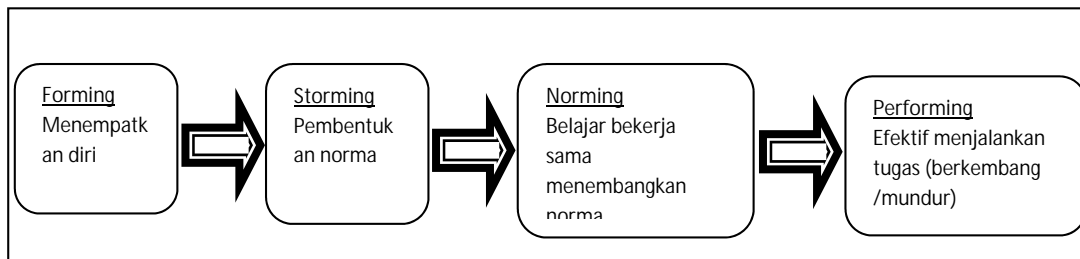 Forming
Menempatk
an diri
Storming
Pembentuk
an norma
Norming
Belajar bekerja
sama
menembangkan
norma
Performing
Efektif menjalankan
tugas (berkembang
/mundur)